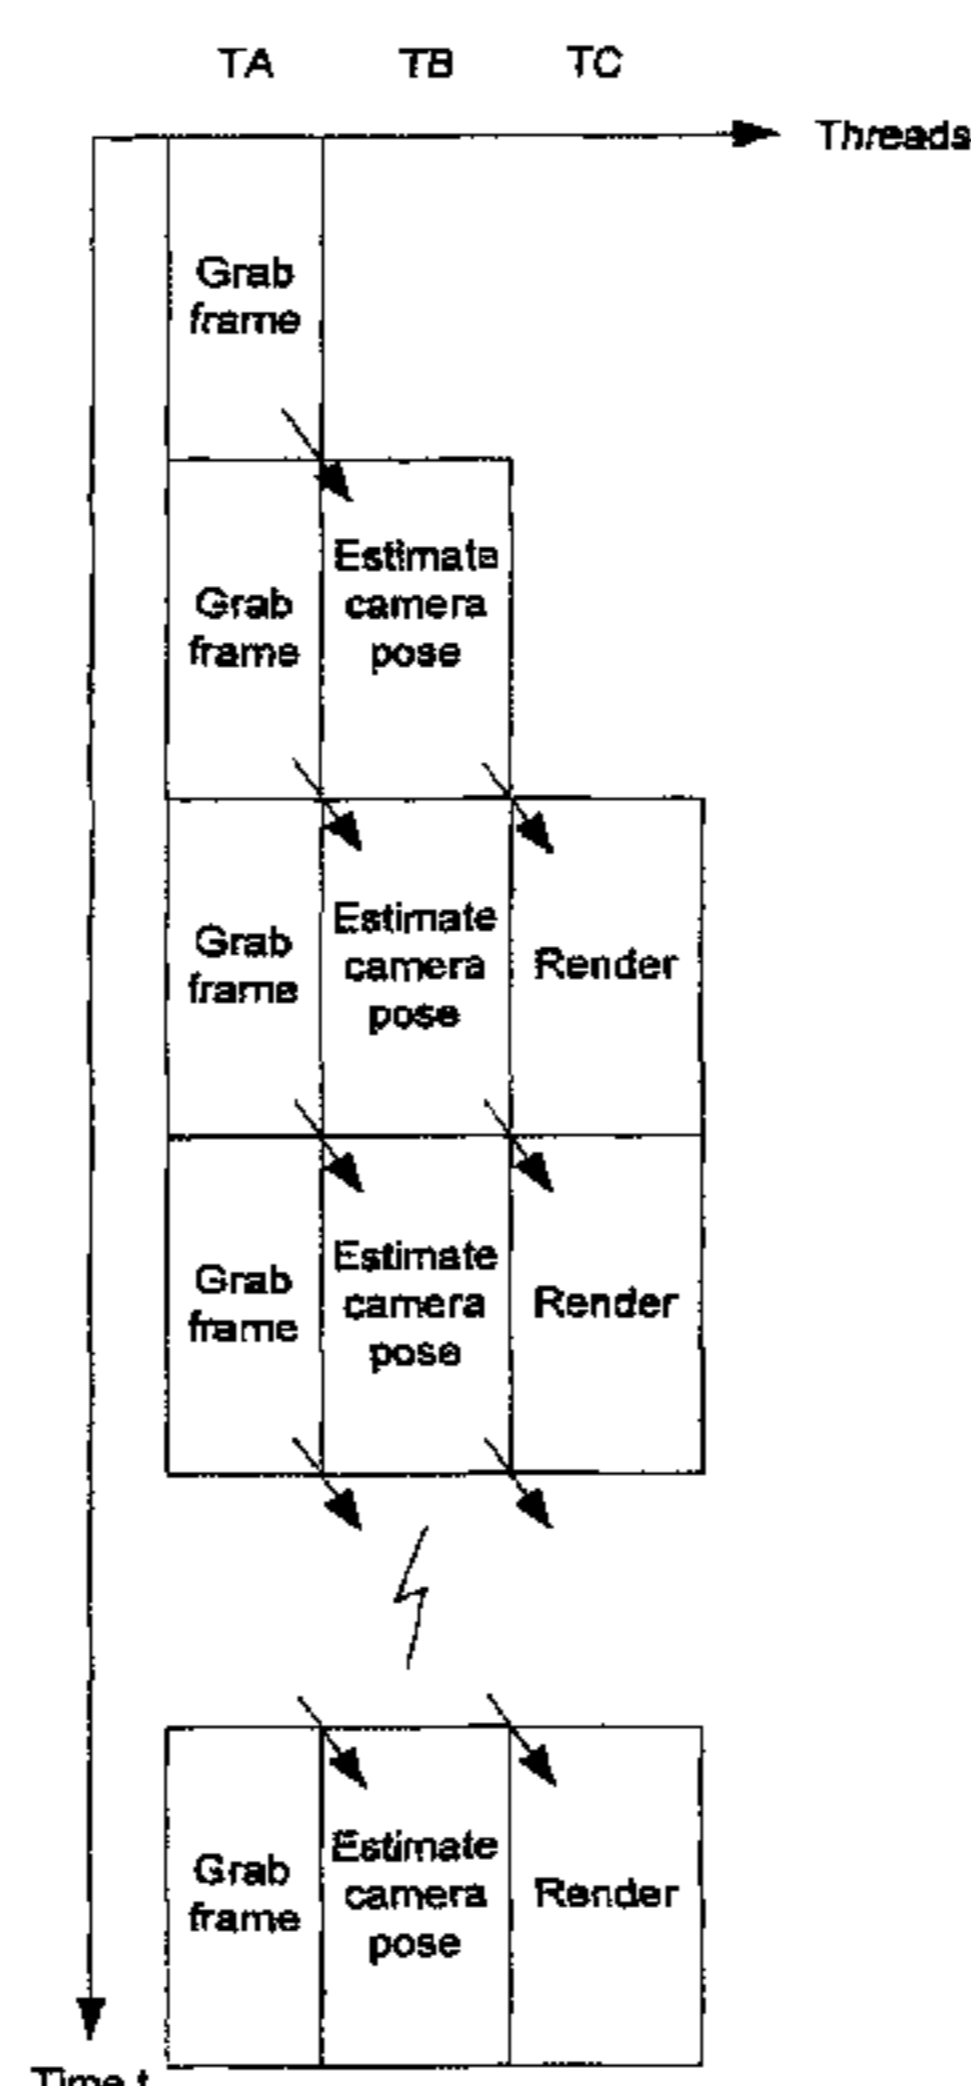 TA TB TC
Threads
Grab
frame
Grab
frame
Estimate
camera
pose
Grab
frame
Estimate
camera
pose
Render
Grab
frame
Estimate
camera
pose
Render
Grab
frame
Estimate
camera
pose
Render
Time t